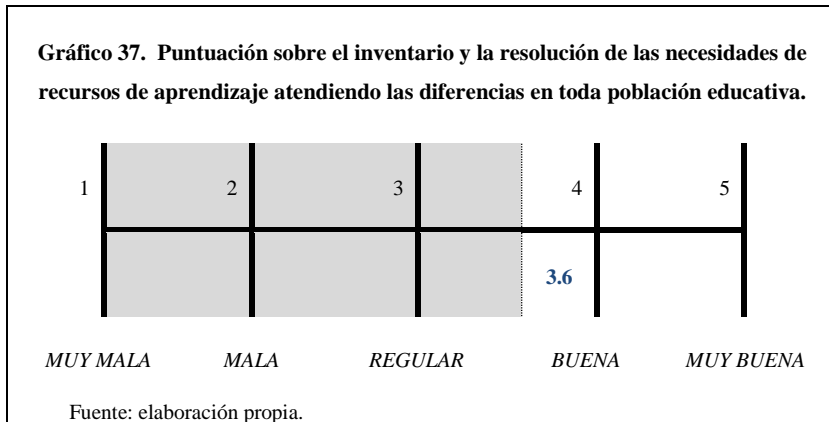 Gráfico 37. Puntuación sobre el inventario y la resolución de las necesidades de
recursos de aprendizaje atendiendo las diferencias en toda población educativa.
1 2 3 4 5
3.6
MUY MALA MALA REGULAR BUENA MUY BUENA
Fuente: elaboración propia.